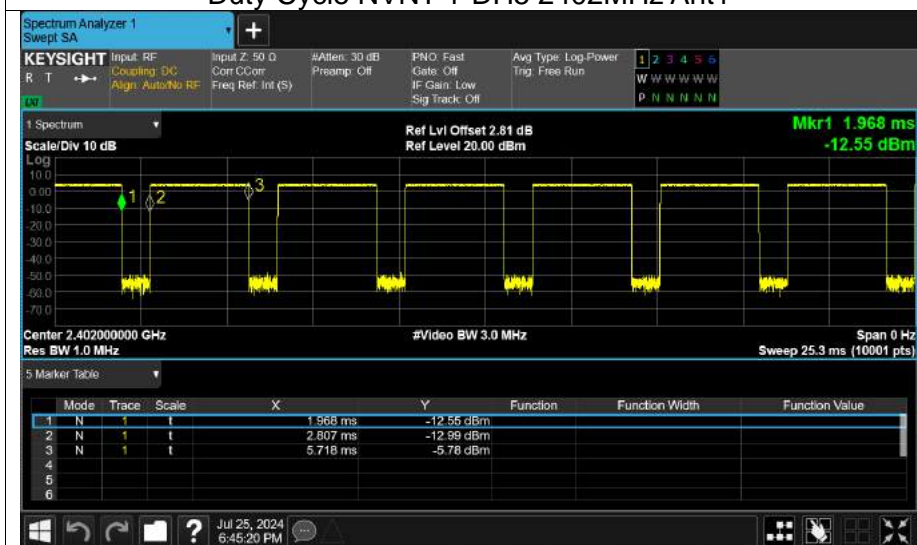 Duty Cycle NVNT 1-DH5 2402MHz Ant1
Spectrum Analyzer 1
Swept SA
+
KEYSIGHT
R T
LXI
Input: RF
Coupling: DC
Align: Auto/No RF
Input Z: 50 Ω
Corr CCorr
Freq Ref: Int (S)
#Atten: 30 dB
Preamp: Off
PNO: Fast
Gate: Off
IF Gain: Low
Sig Track: Off
Avg Type: Log-Power
Trig: Free Run
1 2 3 4 5 6
W W W W W W
P N N N N N
1 Spectrum
Scale/Div 10 dB
Ref Lvl Offset 2.81 dB
Ref Level 20.00 dBm
Mkr1 1.968 ms
-12.55 dBm
Log
10.0
0.00
-10.0
-20.0
-30.0
-40.0
-50.0
-60.0
-70.0
1
2
3
Center 2.402000000 GHz
#Video BW 3.0 MHz
Span 0 Hz
Res BW 1.0 MHz
Sweep 25.3 ms (10001 pts)
5 Marker Table
Mode Trace Scale X Y Function Function Width Function Value
1 N 1 t 1.968 ms -12.55 dBm
2 N 1 t 2.807 ms -12.99 dBm
3 N 1 t 5.718 ms -5.78 dBm
4
5
6
?
Jul 25, 2024
6:45:20 PM